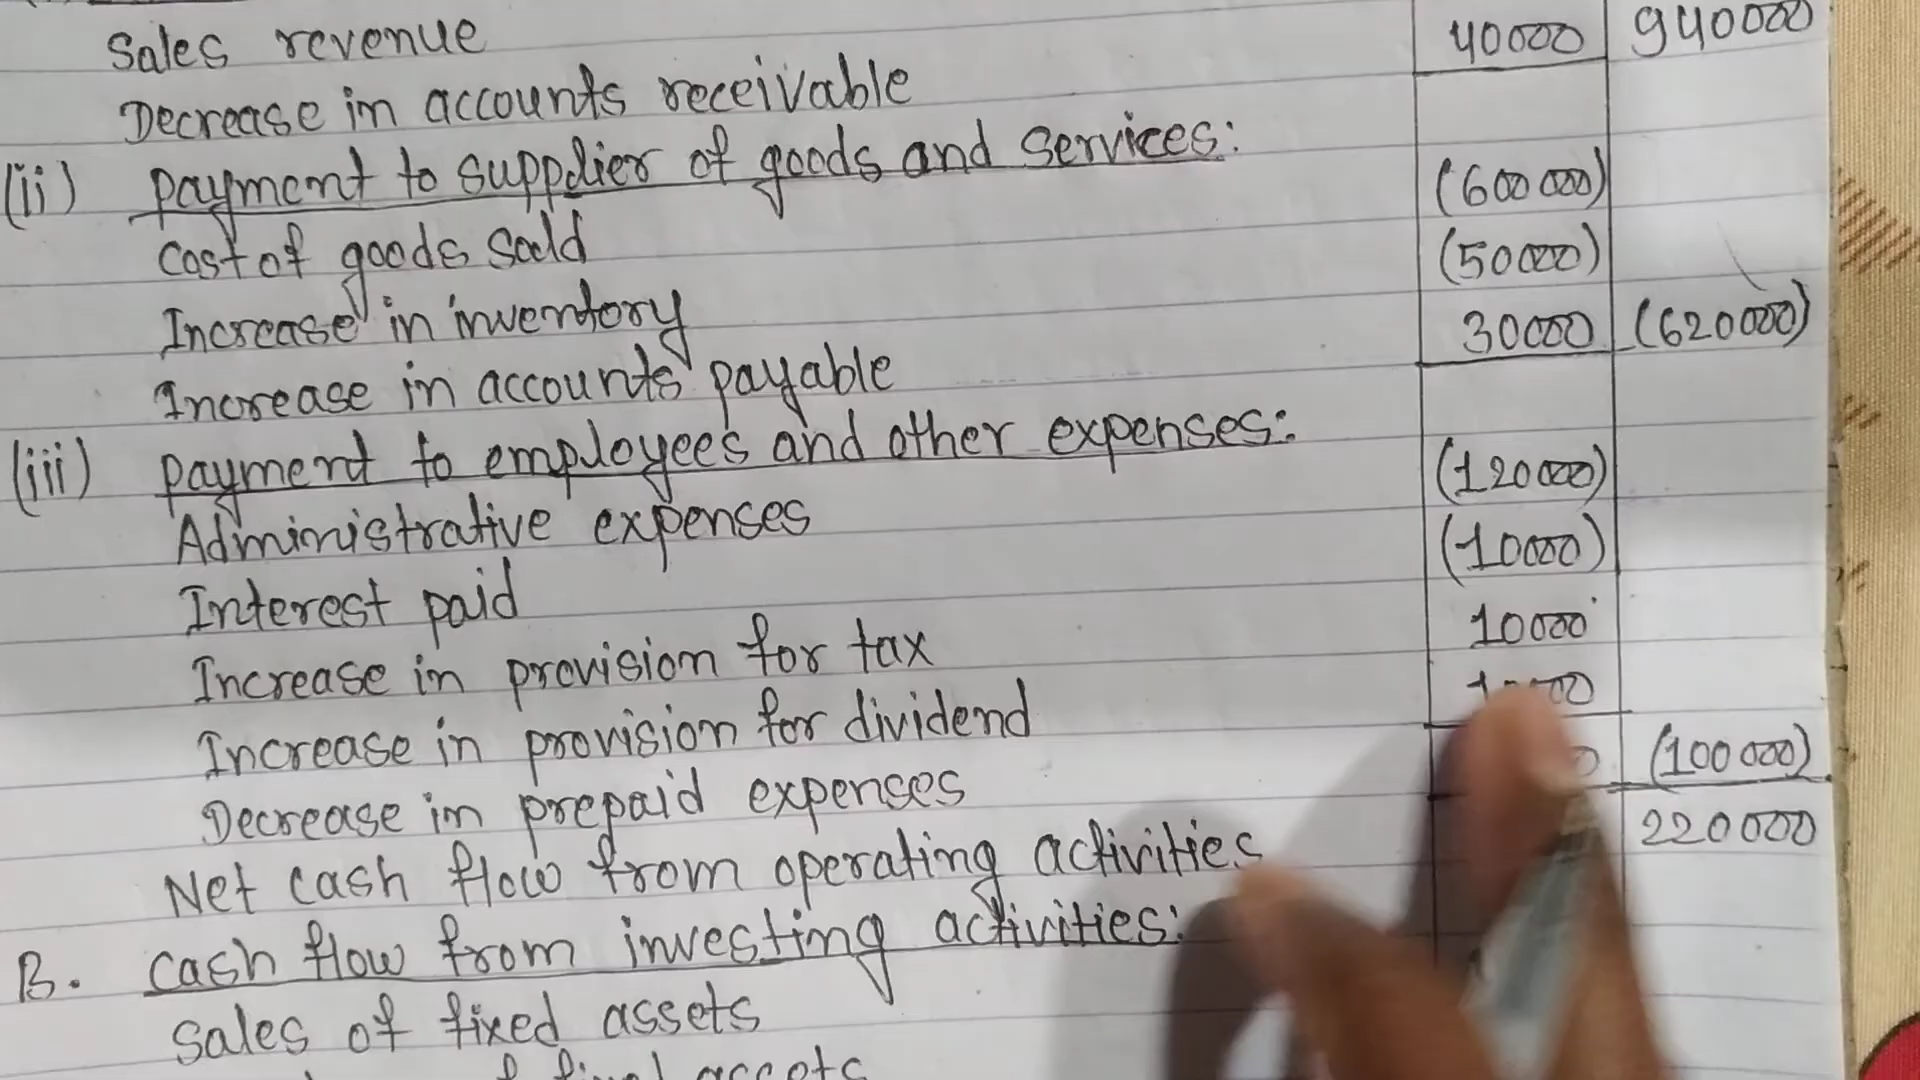 Sales revenue 40000 940000
Decrease in accounts receivable
(ii) payment to supplier of goods and services:
Cost of goods sold (600000)
Increase in inventory (50000)
Increase in accounts payable 30000 (620000)
(iii) payment to employees and other expenses:
Administrative expenses (120000)
Interest paid (10000)
Increase in provision for tax 10000
Increase in provision for dividend
Decrease in prepaid expenses (100000)
Net cash flow from operating activities 220000
B. cash flow from investing activities:
Sales of fixed assets